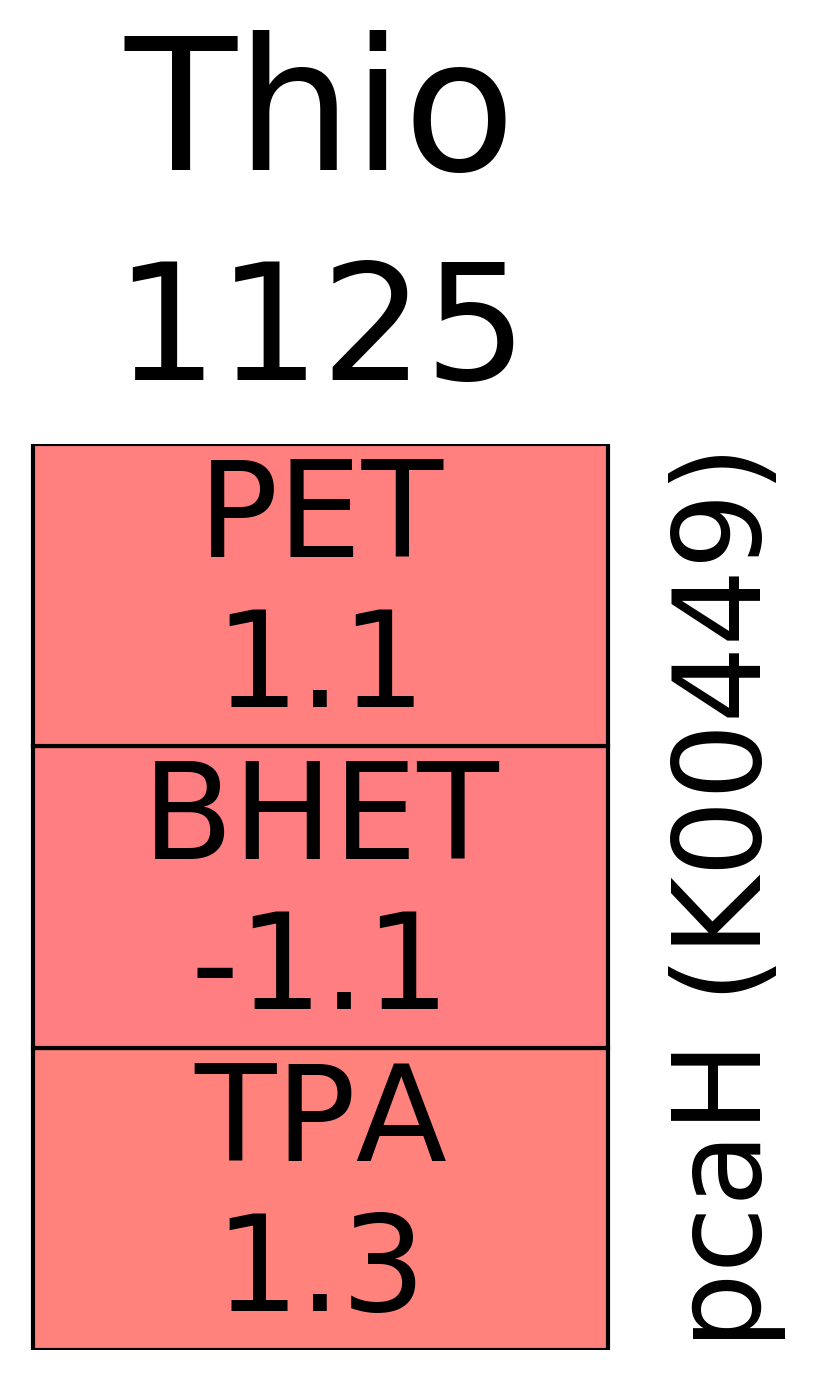 Thio
1125
PET
1.1
BHET
-1.1
TPA
1.3
pcaH (K00449)